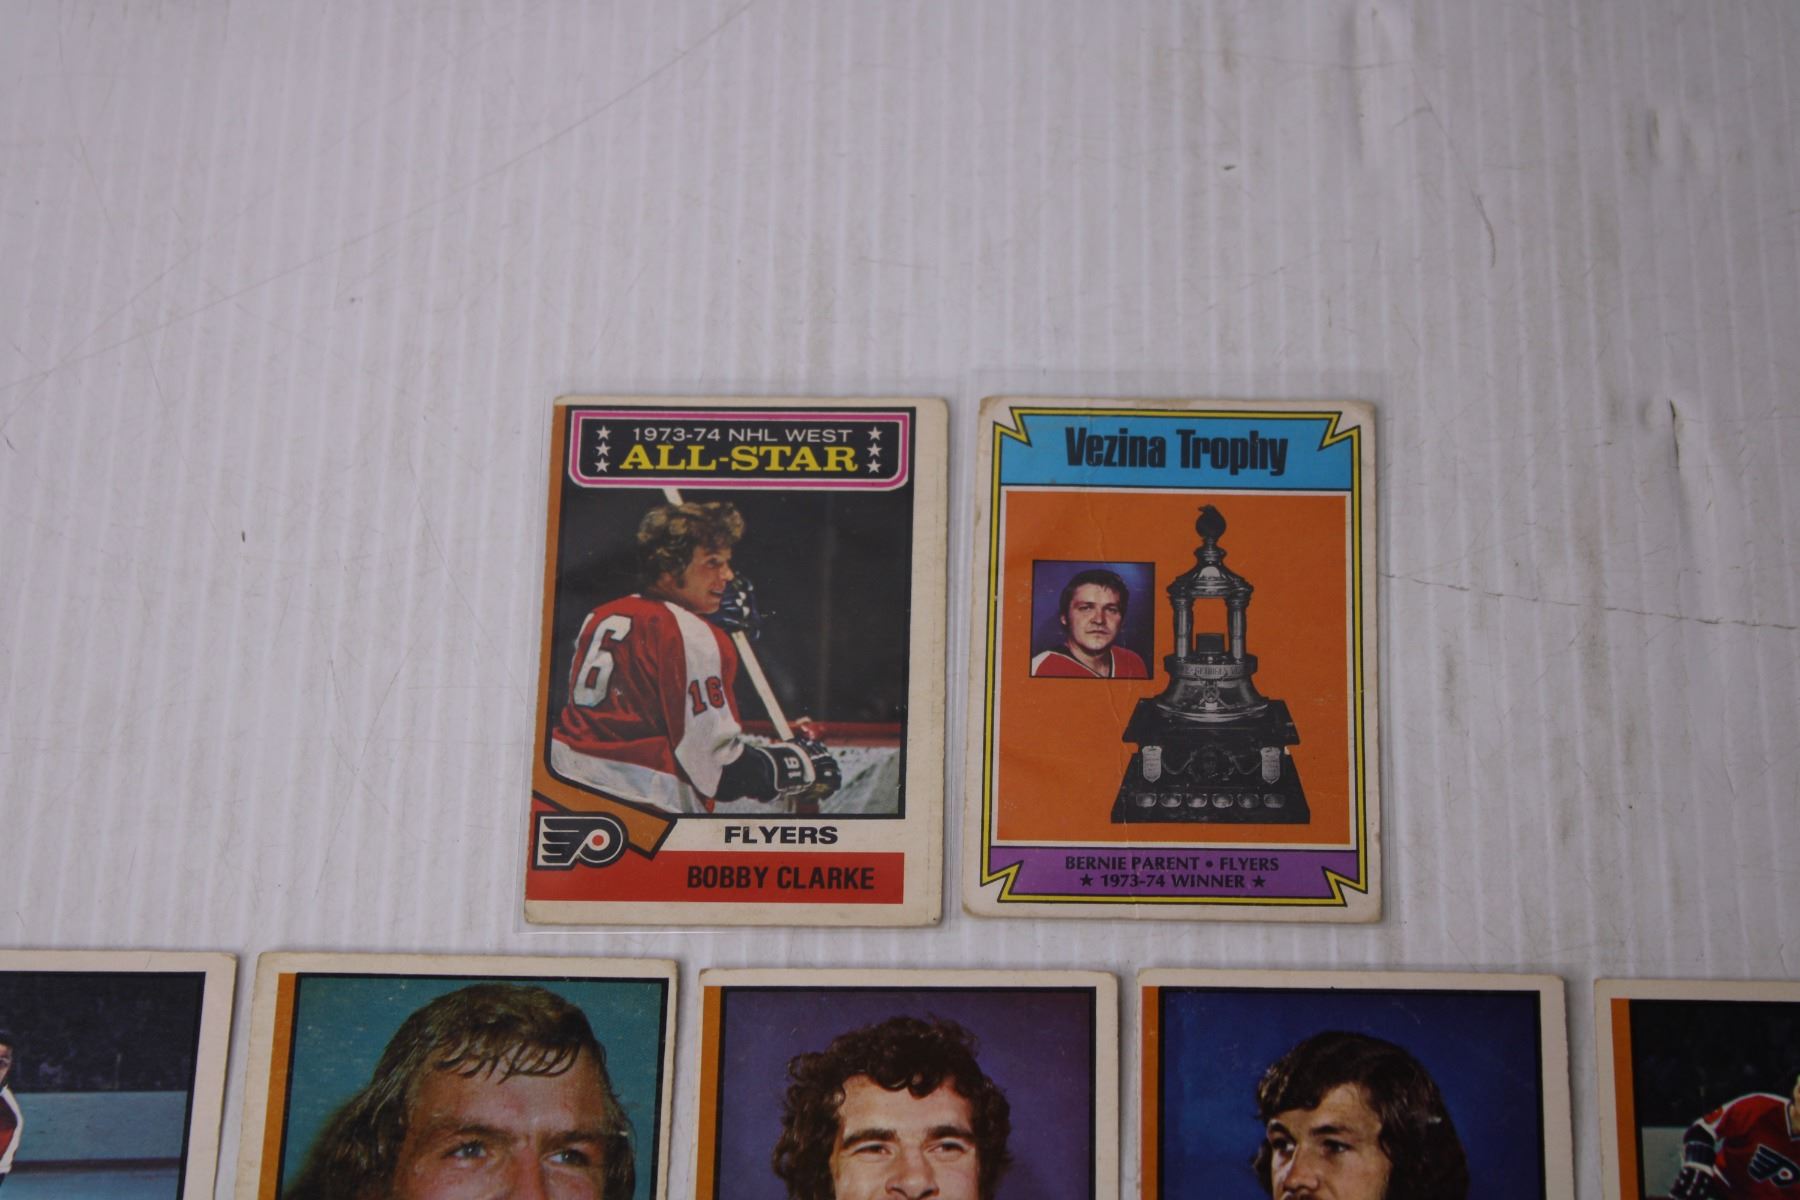 1973-74 NHL WEST
ALL-STAR
6
16
16
FLYERS
BOBBY CLARKE
Vezina Trophy
BERNIE PARENT • FLYERS
★ 1973-74 WINNER ★